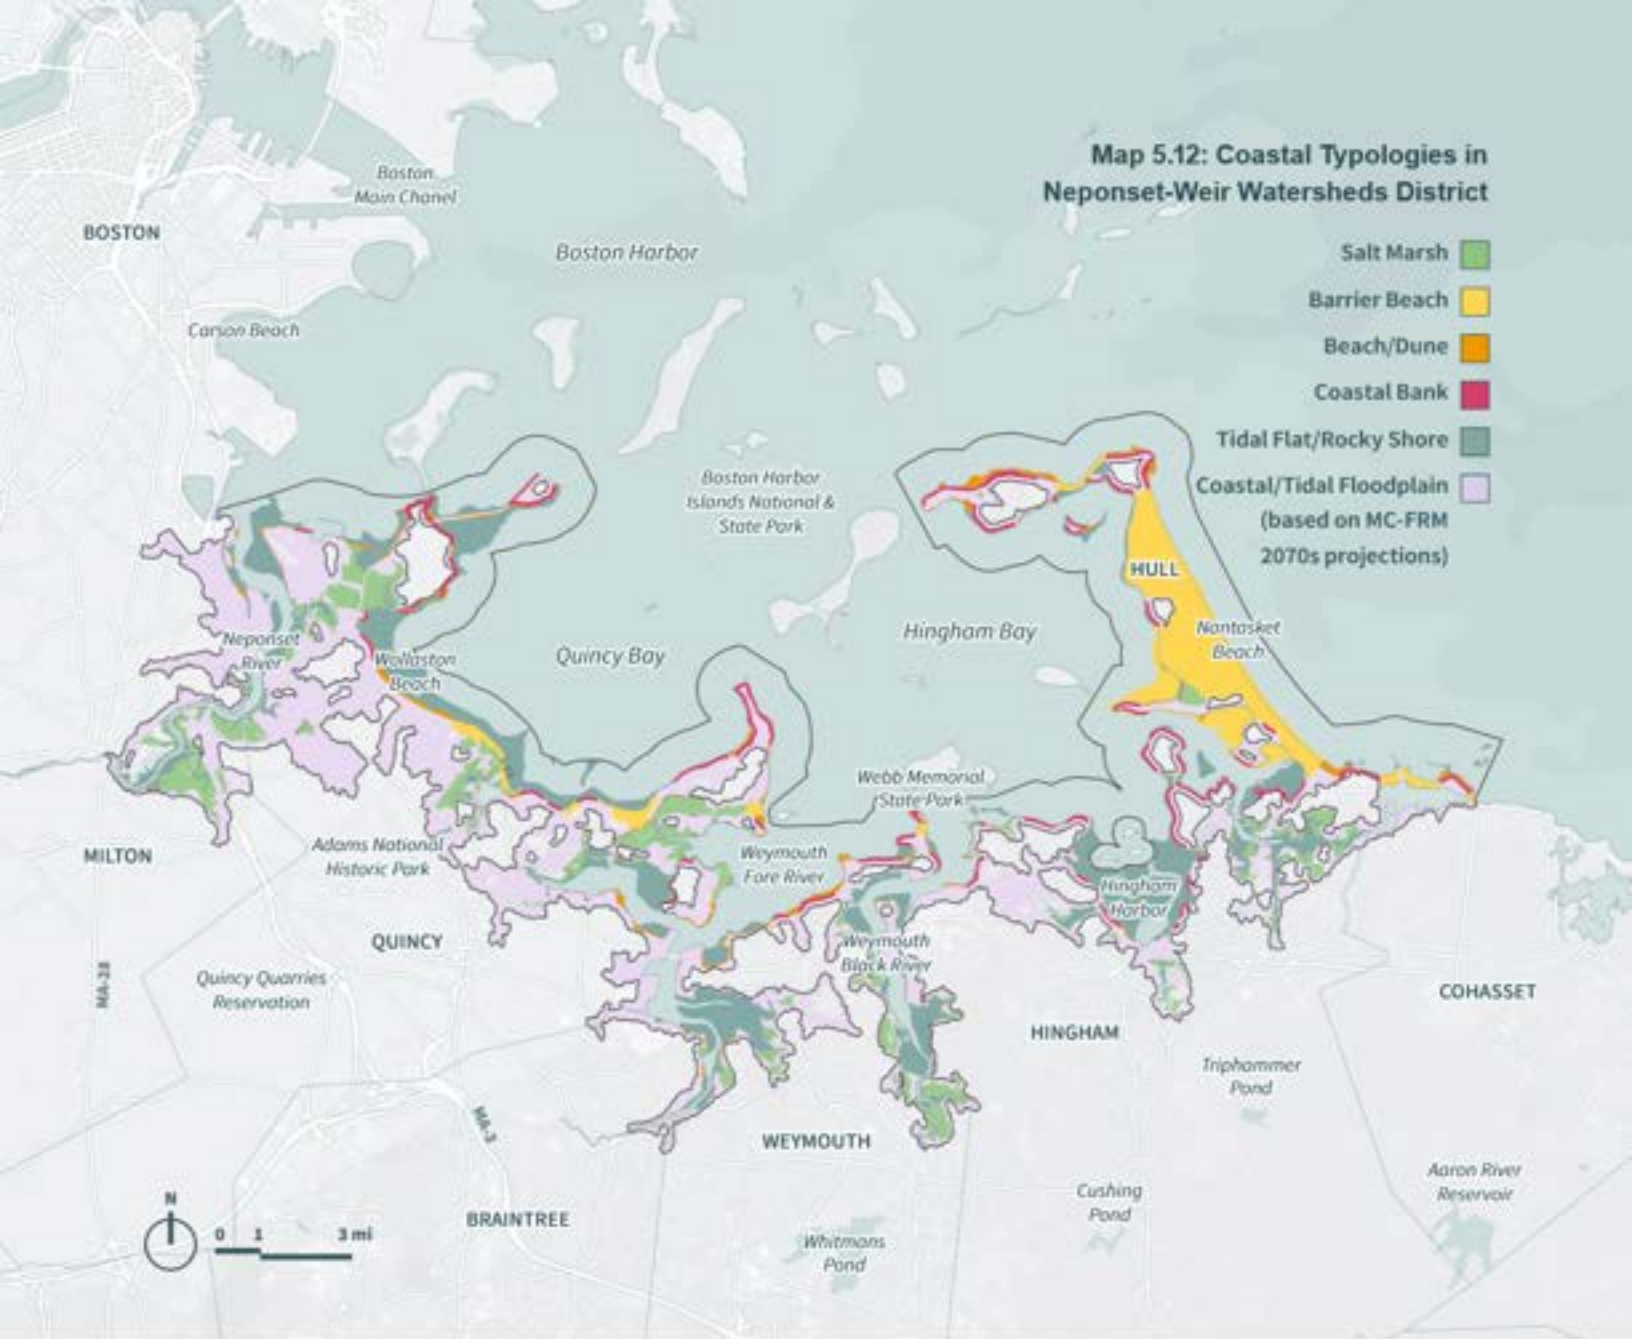 Map 5.12: Coastal Typologies in
Neponset-Weir Watersheds District
Salt Marsh
Barrier Beach
Beach/Dune
Coastal Bank
Tidal Flat/Rocky Shore
Coastal/Tidal Floodplain
(based on MC-FRM
2070s projections)
Boston
Main Chanel
BOSTON
Boston Harbor
Carson Beach
Boston Harbor
Islands National &
State Park
HULL
Nantasket
Beach
Neponset
River
Wollaston
Beach
Quincy Bay
Hingham Bay
Webb Memorial
State Park
MILTON
Adams National
Historic Park
Weymouth
Fore River
Hingham
Harbor
QUINCY
Weymouth
Black River
Quincy Quarries
Reservation
MA-28
COHASSET
HINGHAM
Triphammer
Pond
MA-3
WEYMOUTH
Aaron River
Reservoir
Cushing
Pond
BRAINTREE
Whitmans
Pond
N
0 1 3 mi